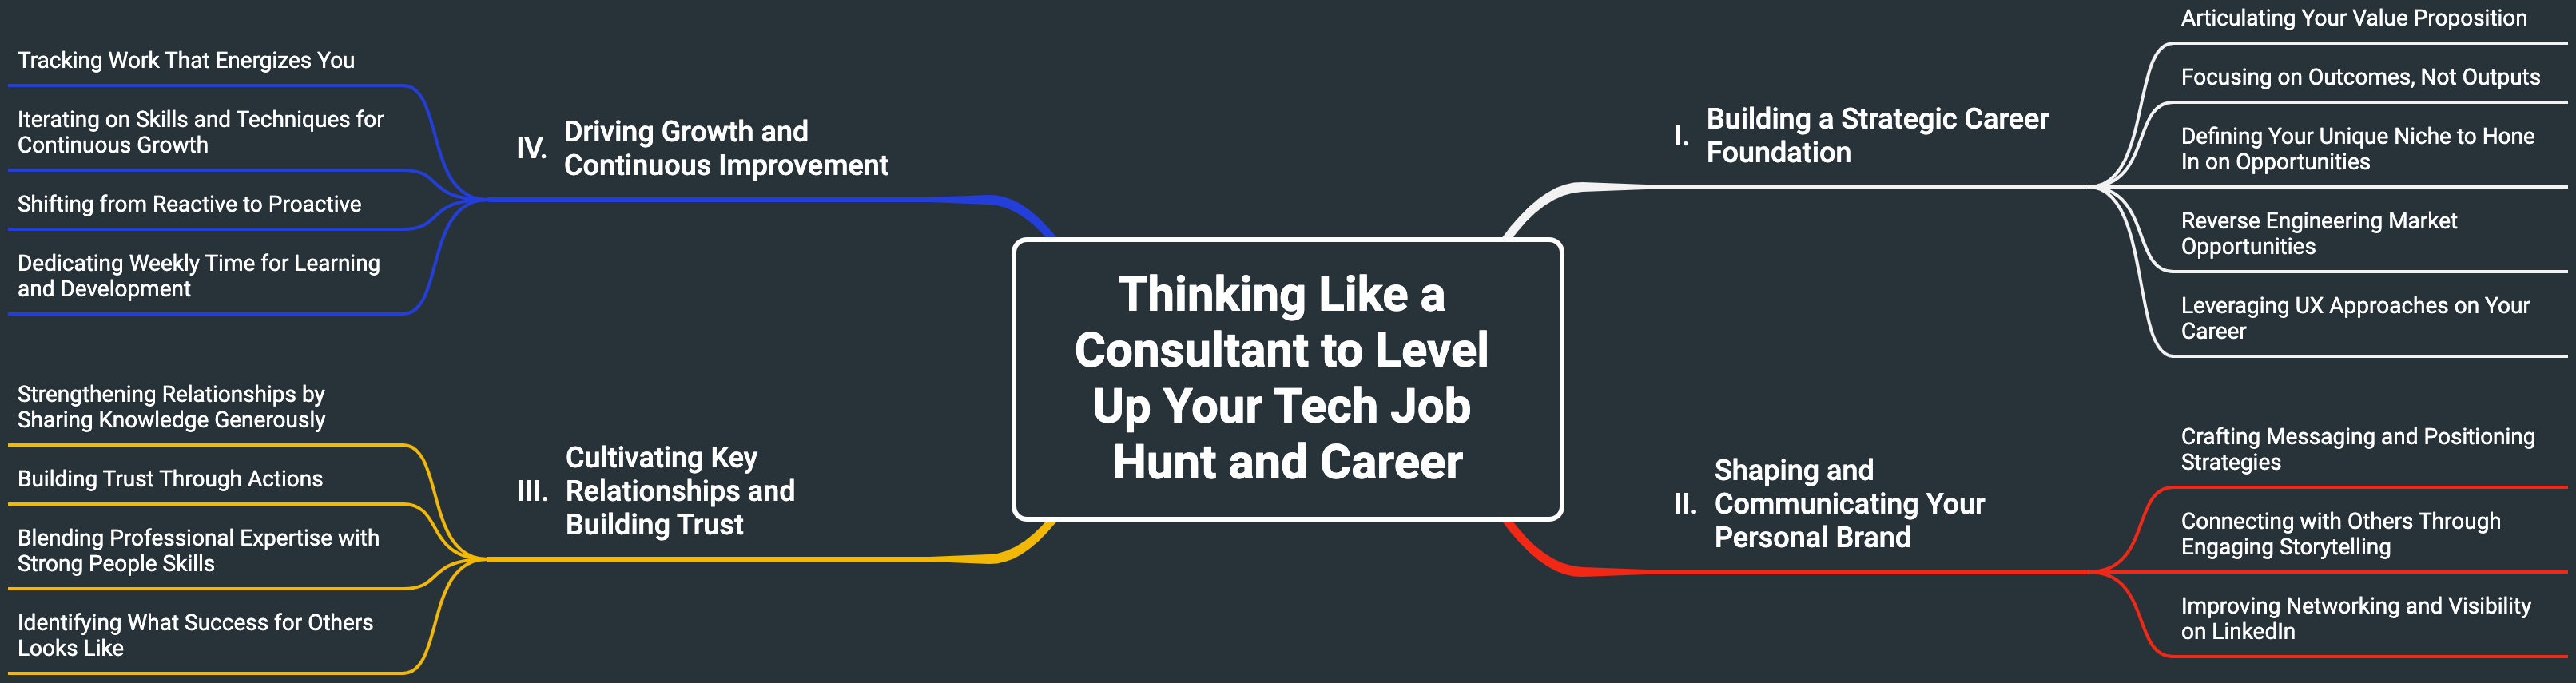 Thinking Like a
Consultant to Level
Up Your Tech Job
Hunt and Career
I.
Building a Strategic Career
Foundation
Articulating Your Value Proposition
Focusing on Outcomes, Not Outputs
Defining Your Unique Niche to Hone
In on Opportunities
Reverse Engineering Market
Opportunities
Leveraging UX Approaches on Your
Career
II.
Shaping and
Communicating Your
Personal Brand
Crafting Messaging and Positioning
Strategies
Connecting with Others Through
Engaging Storytelling
Improving Networking and Visibility
on LinkedIn
III.
Cultivating Key
Relationships and
Building Trust
Strengthening Relationships by
Sharing Knowledge Generously
Building Trust Through Actions
Blending Professional Expertise with
Strong People Skills
Identifying What Success for Others
Looks Like
IV.
Driving Growth and
Continuous Improvement
Tracking Work That Energizes You
Iterating on Skills and Techniques for
Continuous Growth
Shifting from Reactive to Proactive
Dedicating Weekly Time for Learning
and Development